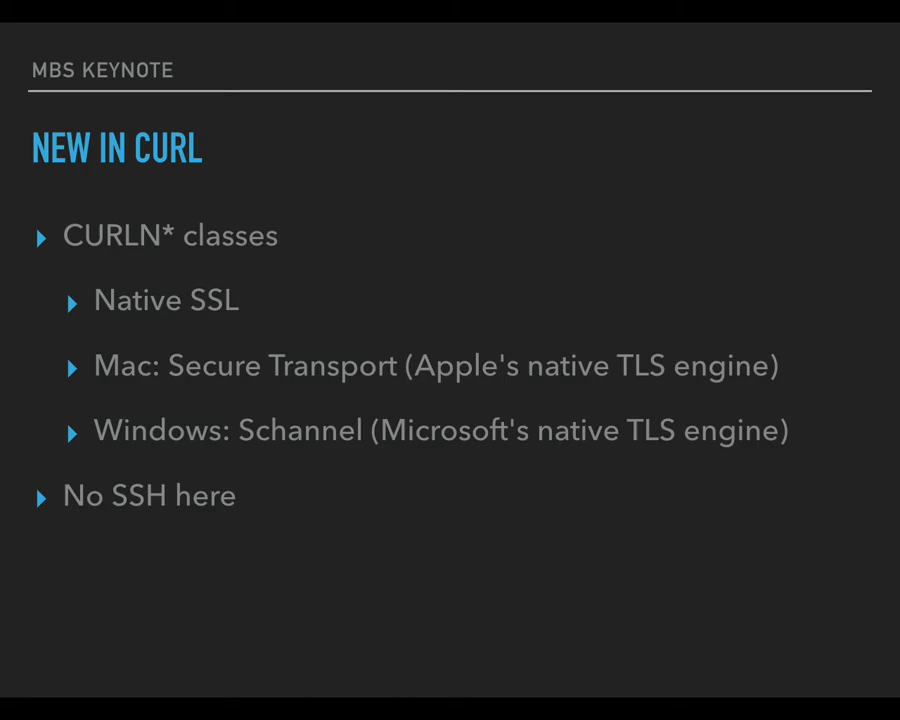 MBS KEYNOTE
NEW IN CURL
CURLN* classes
Native SSL
Mac: Secure Transport (Apple's native TLS engine)
Windows: Schannel (Microsoft's native TLS engine)
No SSH here